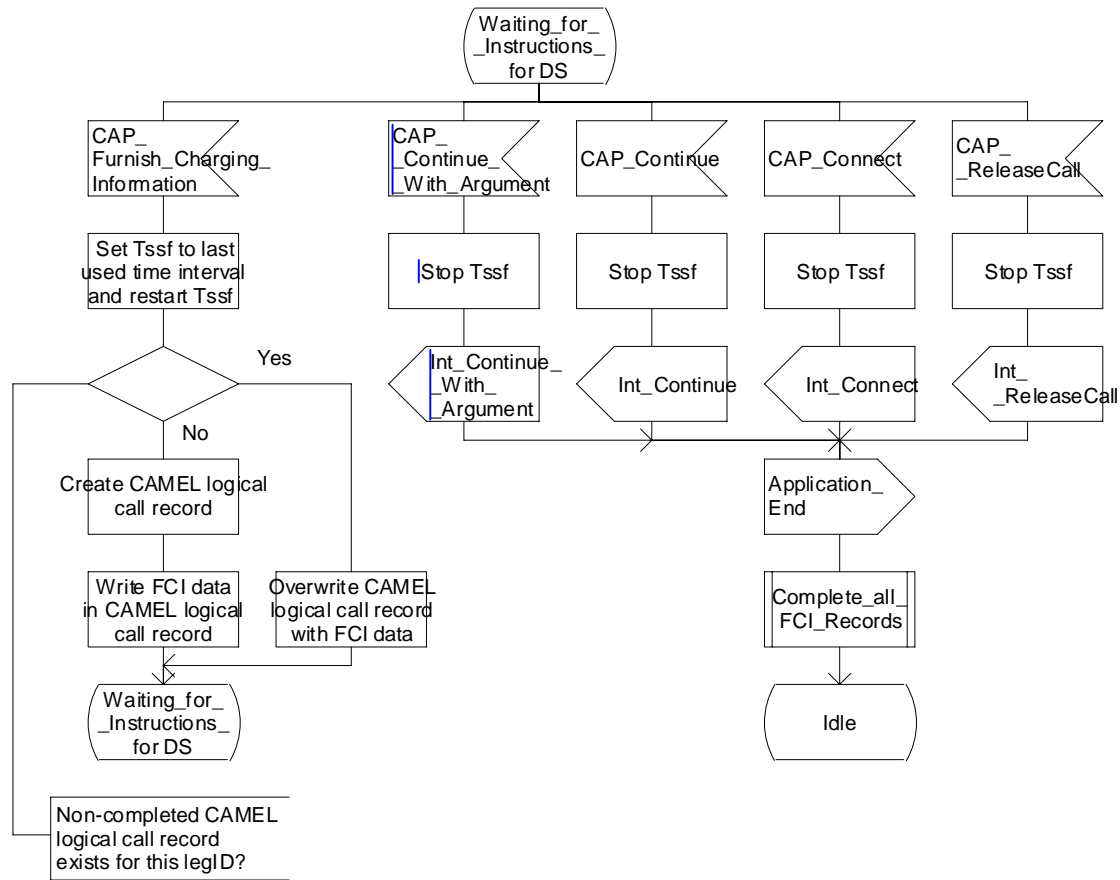 Waiting_for_
_Instructions_
for DS
CAP_
_Furnish_Charging_
Information
CAP_
_Continue_
_With_Argument
CAP_Continue
CAP_Connect
CAP_
_ReleaseCall
Set Tssf to last
used time interval
and restart Tssf
Stop Tssf
Stop Tssf
Stop Tssf
Stop Tssf
Yes
No
Int_Continue_
_With_
_Argument
Int_Continue
Int_Connect
Int_
_ReleaseCall
Create CAMEL logical
call record
Application_
_End
Write FCI data
in CAMEL logical
call record
Overwrite CAMEL
logical call record
with FCI data
Complete_all_
_FCI_Records
Waiting_for_
_Instructions_
for DS
Idle
Non-completed CAMEL
logical call record
exists for this legID?